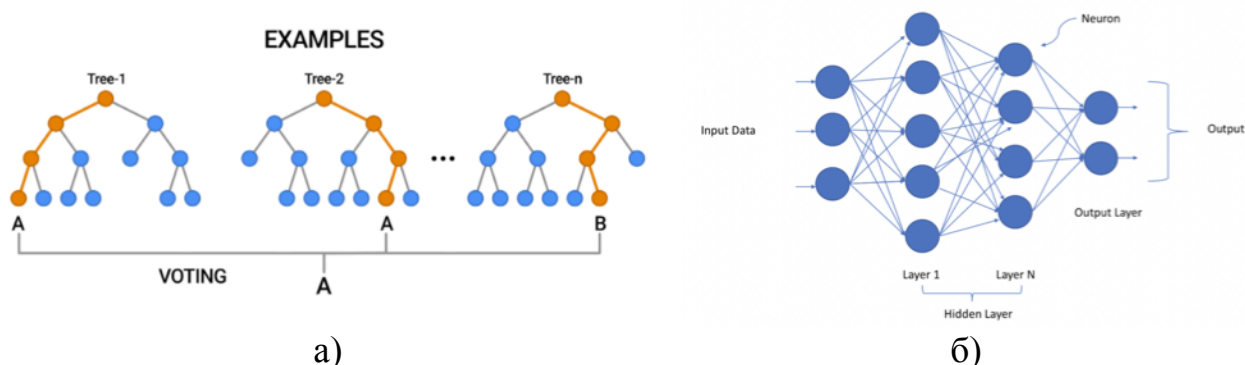 EXAMPLES
Tree-1 Tree-2 Tree-n
...
A A B
VOTING
A
а)
Neuron
Input Data
Output
Output Layer
Layer 1 Layer N
Hidden Layer
б)